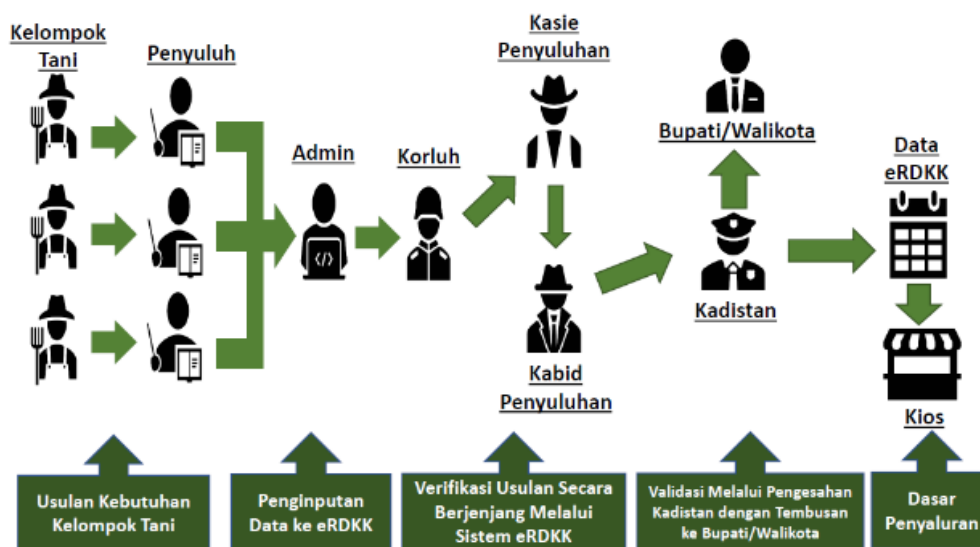 Kelompok
Tani
Penyuluh
Admin
Korluh
Kasie
Penyuluhan
Kabid
Penyuluhan
Bupati/Walikota
Kadistan
Data
eRDKK
Kios
</>
Usulan Kebutuhan
Kelompok Tani
Penginputan
Data ke eRDKK
Verifikasi Usulan Secara
Berjenjang Melalui
Sistem eRDKK
Validasi Melalui Pengesahan
Kadistan dengan Tembusan
ke Bupati/Walikota
Dasar
Penyaluran